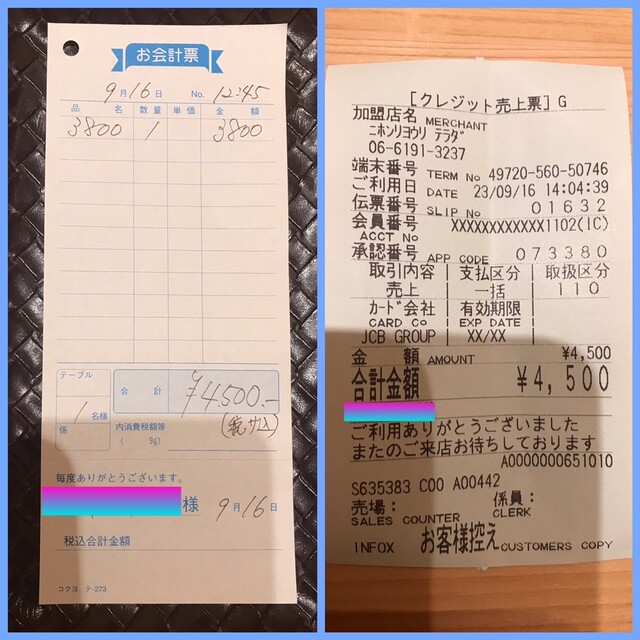 お会計票
9月16日 No. 12:45
品名 数量 単価 金額
3800 1 3800
テーブル
合計 ¥4500.-
1名様
係
内消費税額等
( %) (税サ込)
毎度ありがとうございます。
様 9月16日
税込合計金額
コクヨ テ-273
[クレジット売上票]G
加盟店名 MERCHANT
ニホンリヨウリ テラダ
06-6191-3237
端末番号 TERM No 49720-560-50746
ご利用日 DATE 23/09/16 14:04:39
伝票番号 SLIP No 01632
会員番号 XXXXXXXXXXXX1102(IC)
ACCT No
承認番号 APP CODE 073380
取引内容 支払区分 取扱区分
売上 一括 110
カード会社 有効期限
CARD Co EXP DATE
JCB GROUP XX/XX
金額 AMOUNT ¥4,500
合計金額 ¥4,500
ご利用ありがとうございました
またのご来店お待ちしております
A0000000651010
S635383 C00 A00442
売場: 係員:
SALES COUNTER CLERK
INFOX お客様控え CUSTOMERS COPY